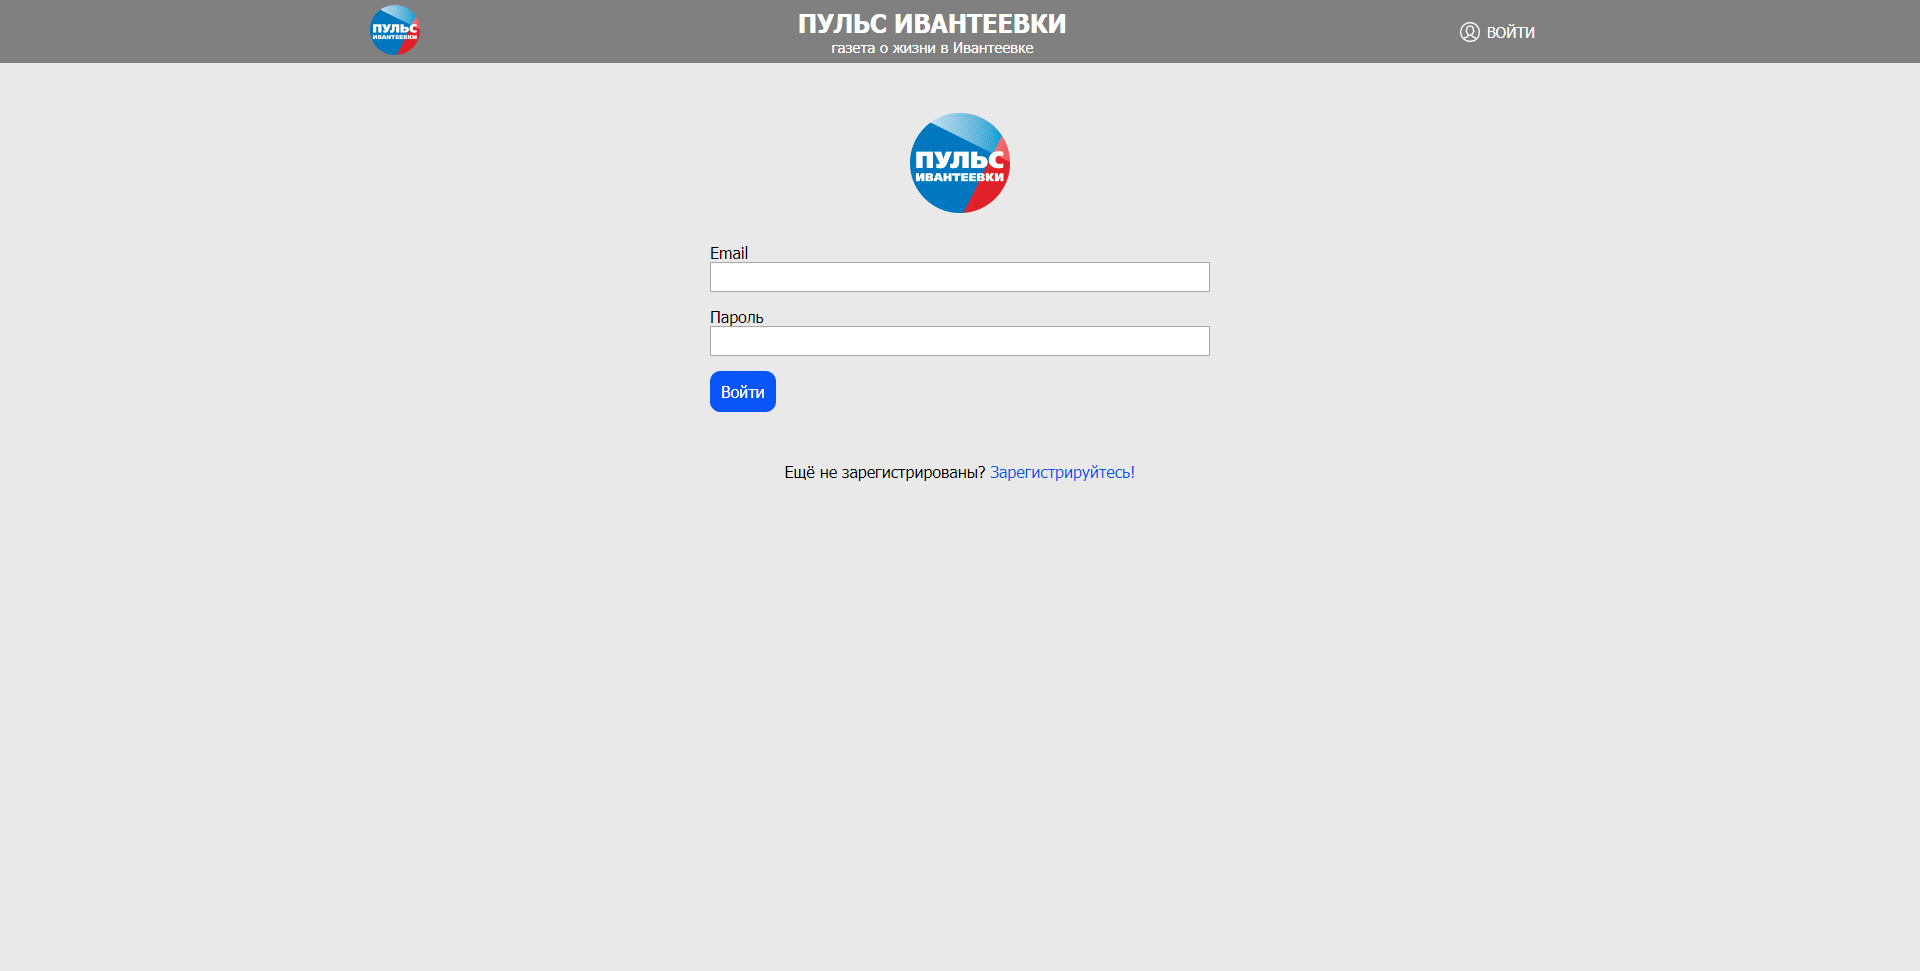 ПУЛЬС
ИВАНТЕЕВКИ
ПУЛЬС ИВАНТЕЕВКИ
газета о жизни в Ивантеевке
ВОЙТИ
ПУЛЬС
ИВАНТЕЕВКИ
Email
Пароль
Войти
Ещё не зарегистрированы? Зарегистрируйтесь!